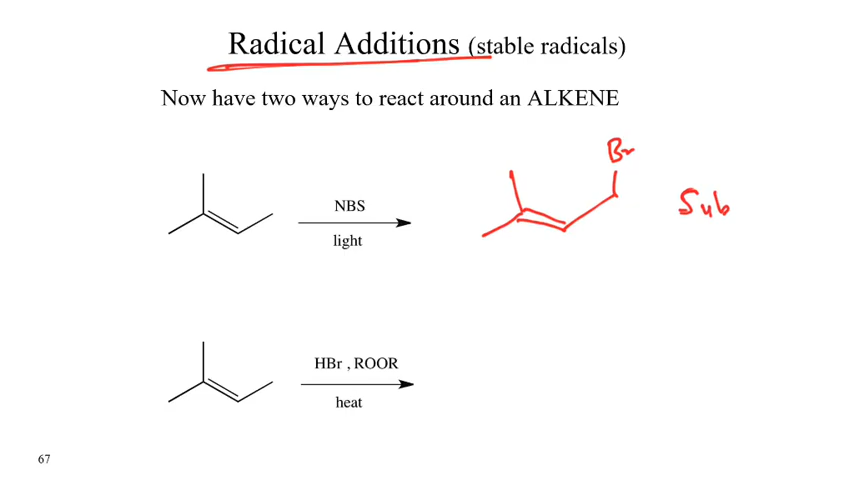 Radical Additions (stable radicals)
Now have two ways to react around an ALKENE
Br
NBS
light
Sub
HBr , ROOR
heat
67